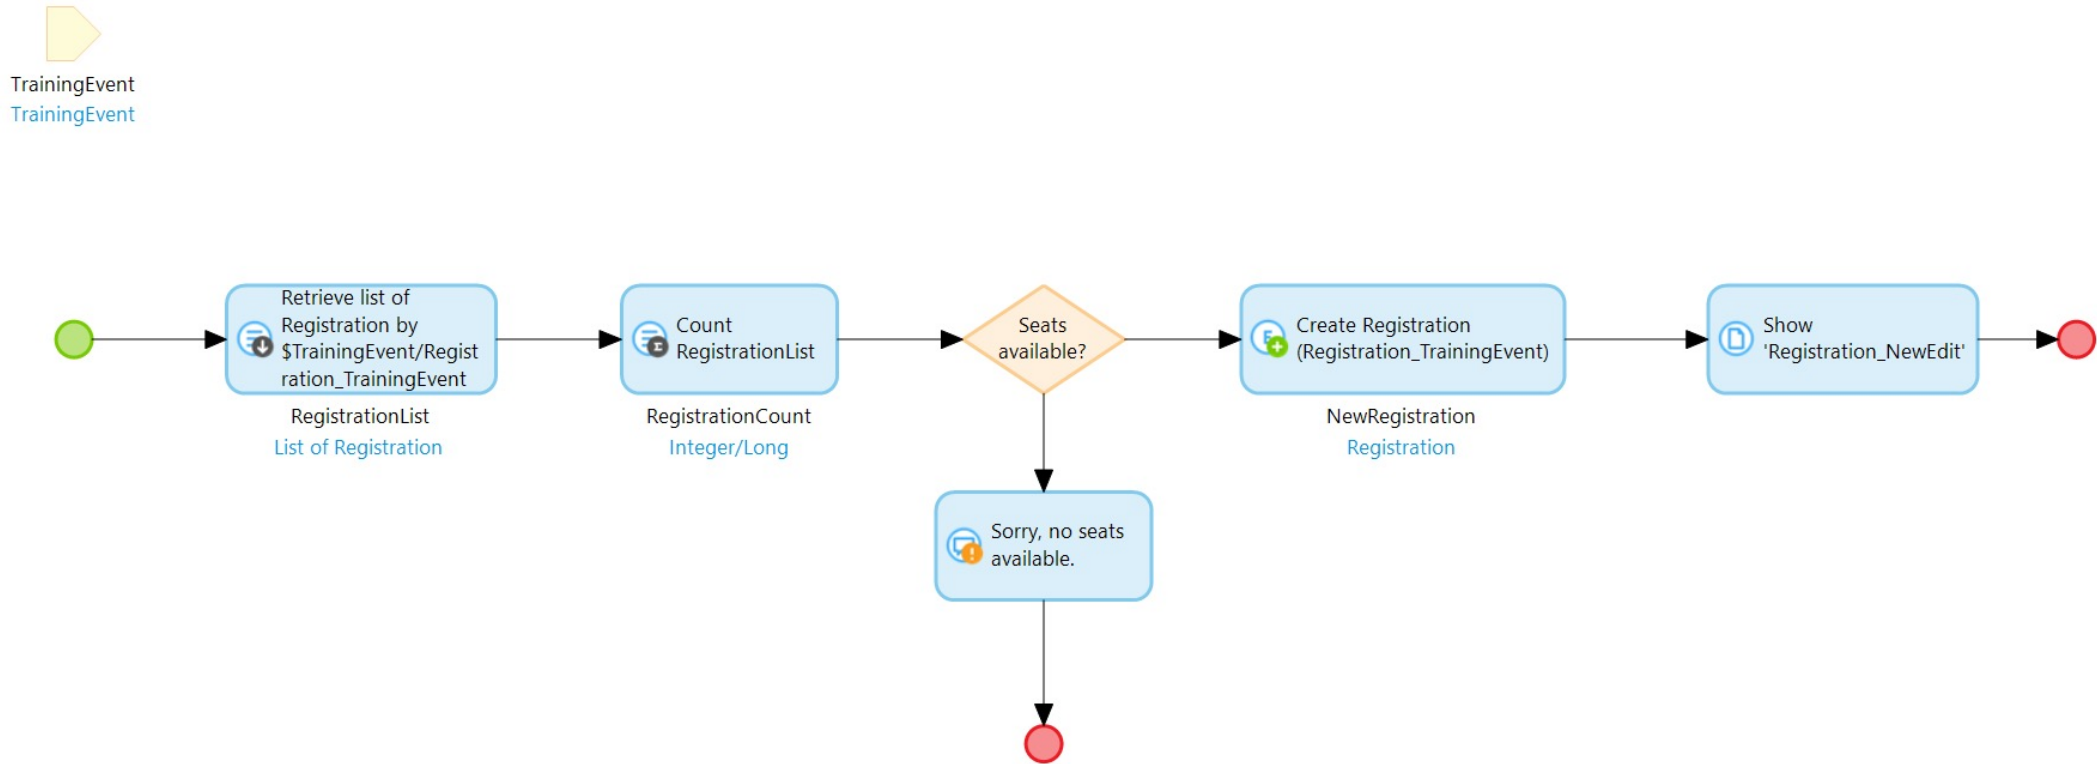 TrainingEvent
TrainingEvent
Retrieve list of
Registration by
$TrainingEvent/Regist
ration_TrainingEvent
RegistrationList
List of Registration
Count
RegistrationList
RegistrationCount
Integer/Long
Seats
available?
Create Registration
(Registration_TrainingEvent)
NewRegistration
Registration
Show
'Registration_NewEdit'
Sorry, no seats
available.